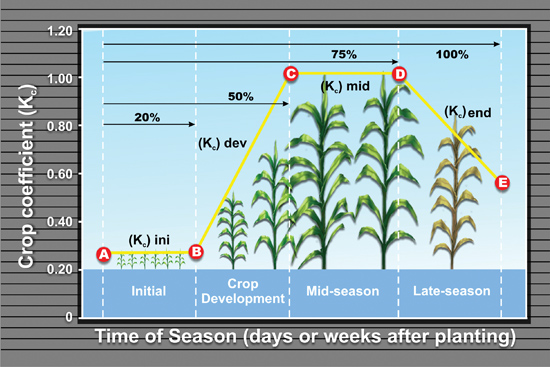 1.20
1.00
0.80
0.60
0.40
0.20
0
Crop coefficient (Kc)
75%
100%
50%
20%
C
D
(Kc) mid
(Kc) end
(Kc) dev
A
(Kc) ini
B
E
Initial
Crop
Development
Mid-season
Late-season
Time of Season (days or weeks after planting)